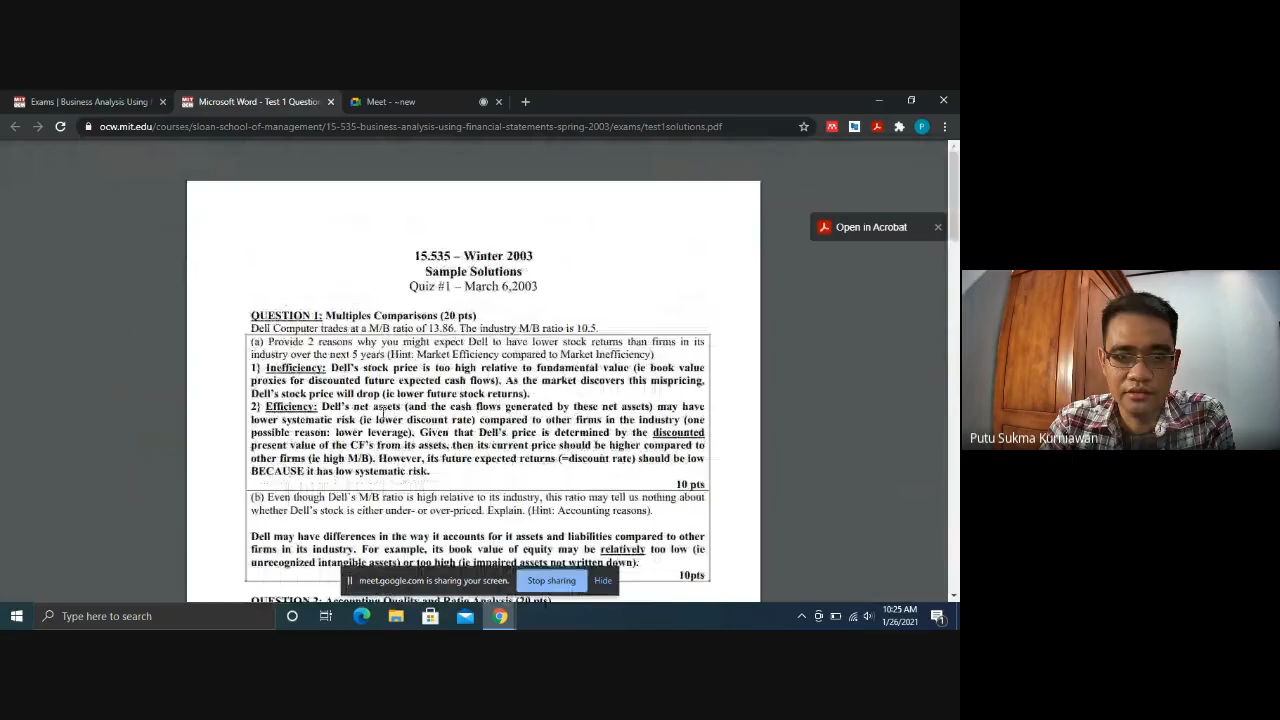 Exams | Business Analysis Using
Microsoft Word - Test 1 Questio
Meet - ~new
ocw.mit.edu/courses/sloan-school-of-management/15-535-business-analysis-using-financial-statements-spring-2003/exams/test1solutions.pdf
P
Open in Acrobat
15.535 – Winter 2003
Sample Solutions
Quiz #1 – March 6,2003
QUESTION 1: Multiples Comparisons (20 pts)
Dell Computer trades at a M/B ratio of 13.86. The industry M/B ratio is 10.5.
(a) Provide 2 reasons why you might expect Dell to have lower stock returns than firms in its
industry over the next 5 years (Hint: Market Efficiency compared to Market Inefficiency)
1} Inefficiency: Dell's stock price is too high relative to fundamental value (ie book value
proxies for discounted future expected cash flows). As the market discovers this mispricing,
Dell's stock price will drop (ie lower future stock returns).
2} Efficiency: Dell's net assets (and the cash flows generated by these net assets) may have
lower systematic risk (ie lower discount rate) compared to other firms in the industry (one
possible reason: lower leverage). Given that Dell's price is determined by the discounted
present value of the CF's from its assets, then its current price should be higher compared to
other firms (ie high M/B). However, its future expected returns (=discount rate) should be low
BECAUSE it has low systematic risk.
10 pts
(b) Even though Dell's M/B ratio is high relative to its industry, this ratio may tell us nothing about
whether Dell's stock is either under- or over-priced. Explain. (Hint: Accounting reasons).
Dell may have differences in the way it accounts for it assets and liabilities compared to other
firms in its industry. For example, its book value of equity may be relatively too low (ie
unrecognized intangible assets) or too high (ie impaired assets not written down).
10pts
meet.google.com is sharing your screen. Stop sharing Hide
QUESTION 2: Accounting Quality and Ratio Analysis (20 pts)
Putu Sukma Kurniawan
Type here to search
10:25 AM
1/26/2021
1